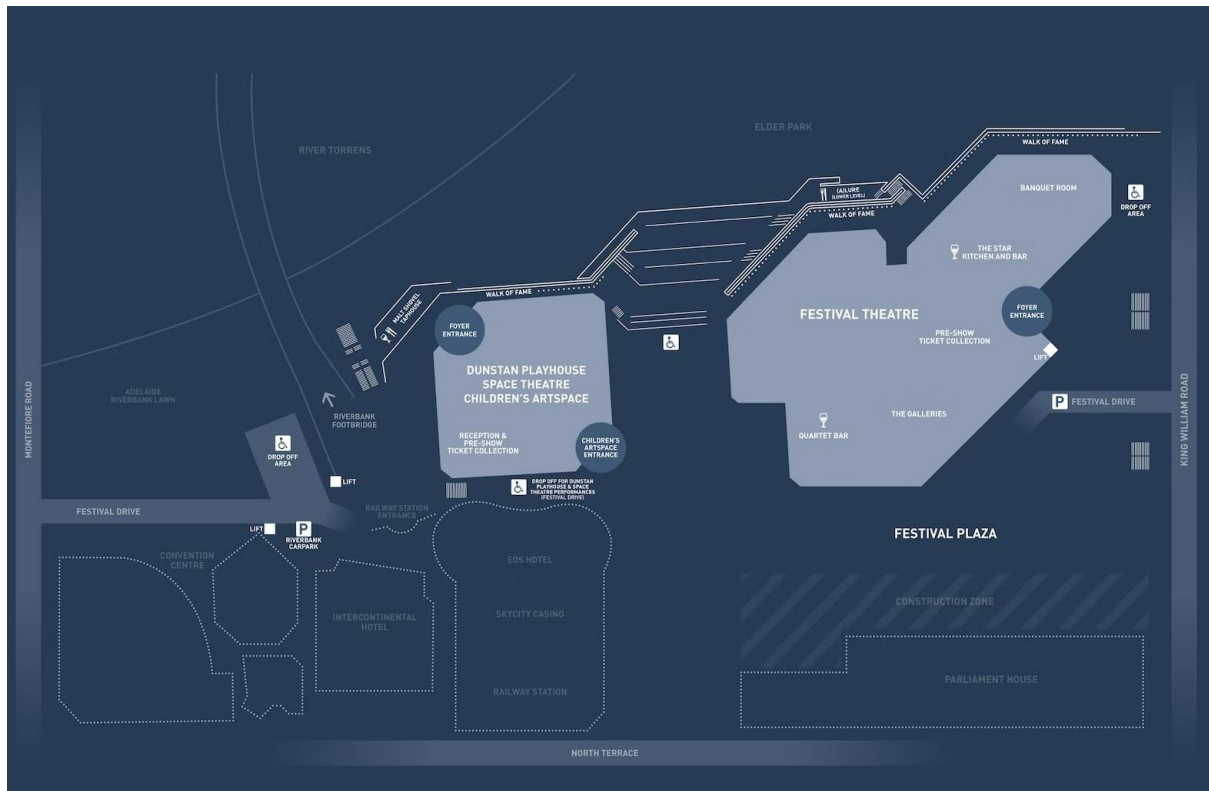 ELDER PARK
RIVER TORRENS
WALK OF FAME
BANQUET ROOM
(A)LURE
(LOWER LEVEL)
WALK OF FAME
DROP OFF
AREA
THE STAR
KITCHEN AND BAR
WALK OF FAME
MALT SHOVEL
TAPHOUSE
FOYER
ENTRANCE
FESTIVAL THEATRE
FOYER
ENTRANCE
PRE-SHOW
TICKET COLLECTION
LIFT
DUNSTAN PLAYHOUSE
SPACE THEATRE
CHILDREN'S ARTSPACE
MONTEFIORE ROAD
ADELAIDE
RIVERBANK LAWN
RIVERBANK
FOOTBRIDGE
P
FESTIVAL DRIVE
KING WILLIAM ROAD
THE GALLERIES
QUARTET BAR
RECEPTION &
PRE-SHOW
TICKET COLLECTION
CHILDREN'S
ARTSPACE
ENTRANCE
DROP OFF
AREA
LIFT
DROP OFF FOR DUNSTAN
PLAYHOUSE & SPACE
THEATRE PERFORMANCES
(FESTIVAL DRIVE)
FESTIVAL DRIVE
RAILWAY STATION
ENTRANCE
LIFT
P
RIVERBANK
CARPARK
FESTIVAL PLAZA
CONVENTION
CENTRE
EOS HOTEL
CONSTRUCTION ZONE
SKYCITY CASINO
INTERCONTINENTAL
HOTEL
PARLIAMENT HOUSE
RAILWAY STATION
NORTH TERRACE